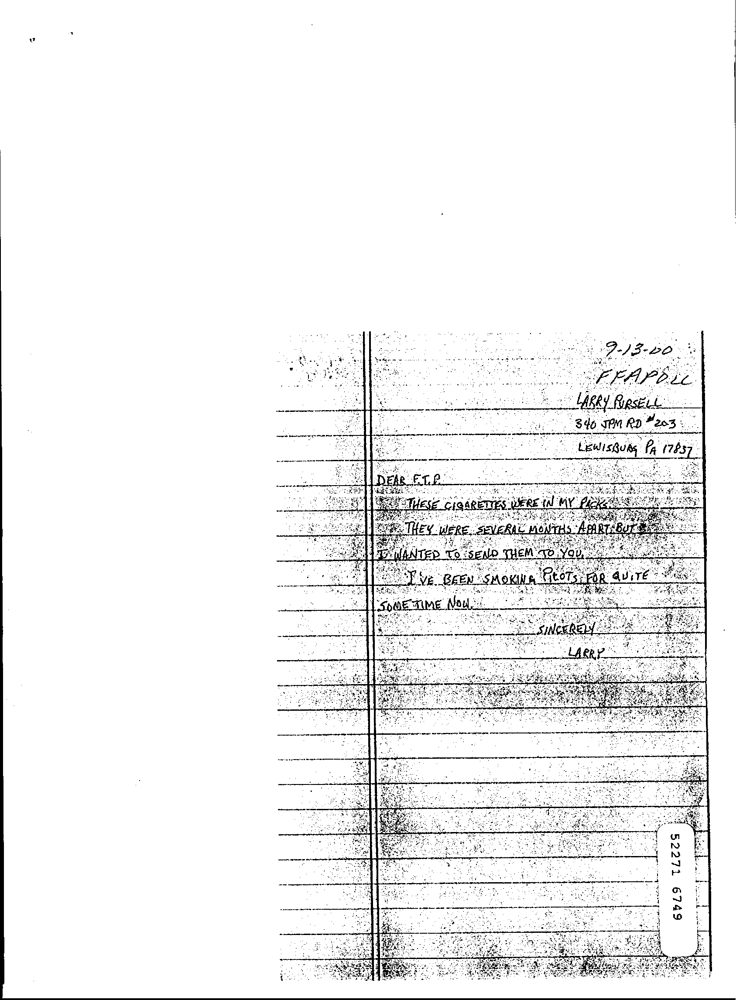 9-13-00
LARRY PURSELL
340 JPM RD #203
LEWISBURG PA 17837
DEAR F.T.P.
THESE CIGARETTES WERE IN MY PACKS.
THEY WERE SEVERAL MONTHS APART. BUT
I WANTED TO SEND THEM TO YOU.
I'VE BEEN SMOKING PILOTS FOR QUITE
SOME TIME NOW.
SINCERELY
LARRY
52271 6749